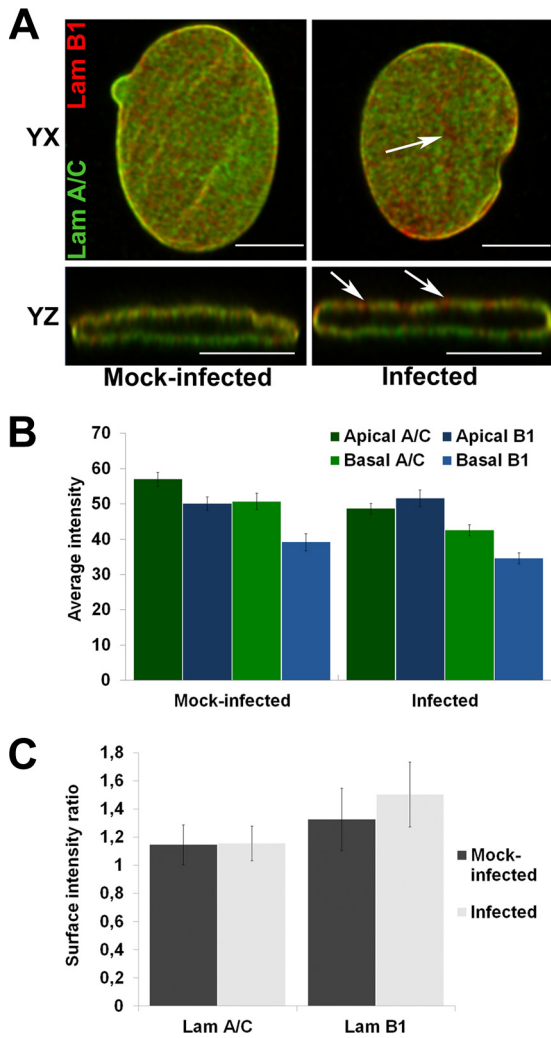 A
Lam B1
Lam A/C
YX
YZ
Mock-infected
Infected
B
Average intensity
70
60
50
40
30
20
10
0
Apical A/C
Apical B1
Basal A/C
Basal B1
Mock-infected
Infected
C
Surface intensity ratio
1,8
1,6
1,4
1,2
1
0,8
0,6
0,4
0,2
0
Mock-
infected
Infected
Lam A/C
Lam B1